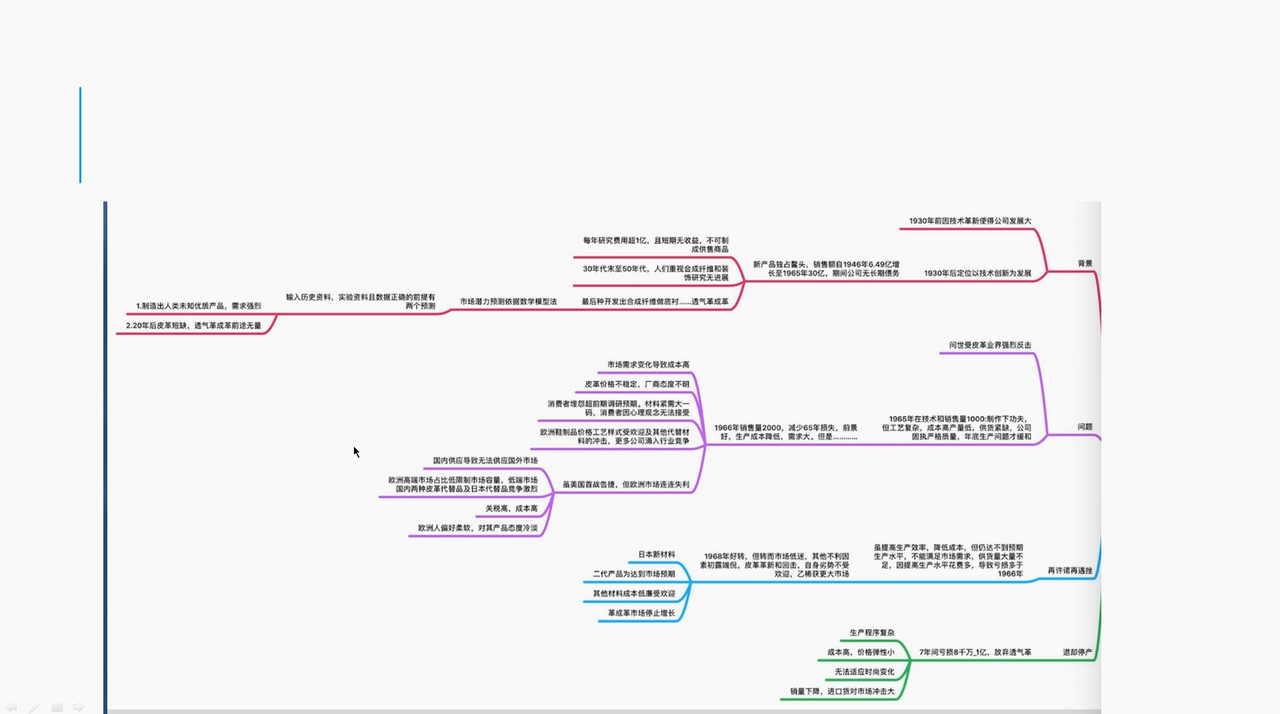 背景
1930年前因技术革新使得公司发展大
1930年后定位以技术创新为发展
新产品独占鳌头，销售额自1946年6.49亿增
长至1965年30亿，期间公司无长期债务
每年研究费用超1亿，且短期无收益，不可制
成供售商品
30年代末至50年代，人们重视合成纤维和装
饰研究无进展
最后种开发出合成纤维做底衬……透气革成革
市场潜力预测依据数学模型法
输入历史资料，实验资料且数据正确的前提有
两个预测
1.制造出人类未知优质产品，需求强烈
2.20年后皮革短缺，透气革成革前途无量
问题
问世受皮革业界强烈反击
1965年在技术和销售量1000:制作下功夫，
但工艺复杂，成本高产量低，供货紧缺，公司
固执严格质量，年底生产问题才缓和
1966年销售量2000，减少65年损失，前景
好，生产成本降低，需求大。但是…………
市场需求变化导致成本高
皮革价格不稳定，厂商态度不明
消费者埋怨超前期调研预期。材料紧需大一
码，消费者因心理观念无法接受
欧洲鞋制品价格工艺样式受欢迎及其他代替材
料的冲击，更多公司涌入行业竞争
虽美国首战告捷，但欧洲市场连连失利
国内供应导致无法供应国外市场
欧洲高端市场占比低限制市场容量，低端市场
国内两种皮革代替品及日本代替品竞争激烈
关税高，成本高
欧洲人偏好柔软，对其产品态度冷淡
再许诺再遇挫
虽提高生产效率，降低成本，但仍达不到预期
生产水平，不能满足市场需求，供货量大量不
足，因提高生产水平花费多，导致亏损多于
1966年
1968年好转，但转而市场低迷，其他不利因
素初露端倪，皮革革新和回击，自身劣势不受
欢迎，乙烯获更大市场
日本新材料
二代产品为达到市场预期
其他材料成本低廉受欢迎
革成革市场停止增长
退却停产
7年间亏损8千万_1亿，放弃透气革
生产程序复杂
成本高，价格弹性小
无法适应时尚变化
销量下降，进口货对市场冲击大